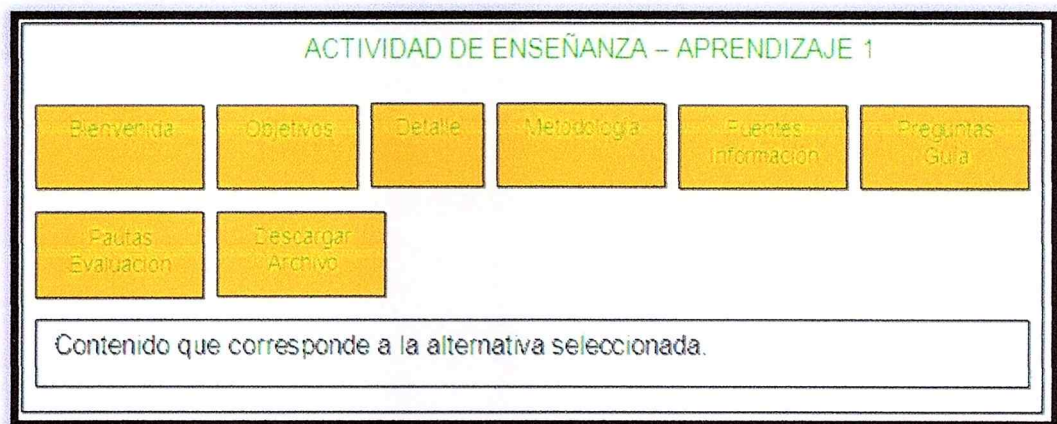 ACTIVIDAD DE ENSEÑANZA – APRENDIZAJE 1
Bienvenida
Objetivos
Detalle
Metodología
Fuentes
Información
Preguntas
Guía
Pautas
Evaluación
Descargar
Archivo
Contenido que corresponde a la alternativa seleccionada.